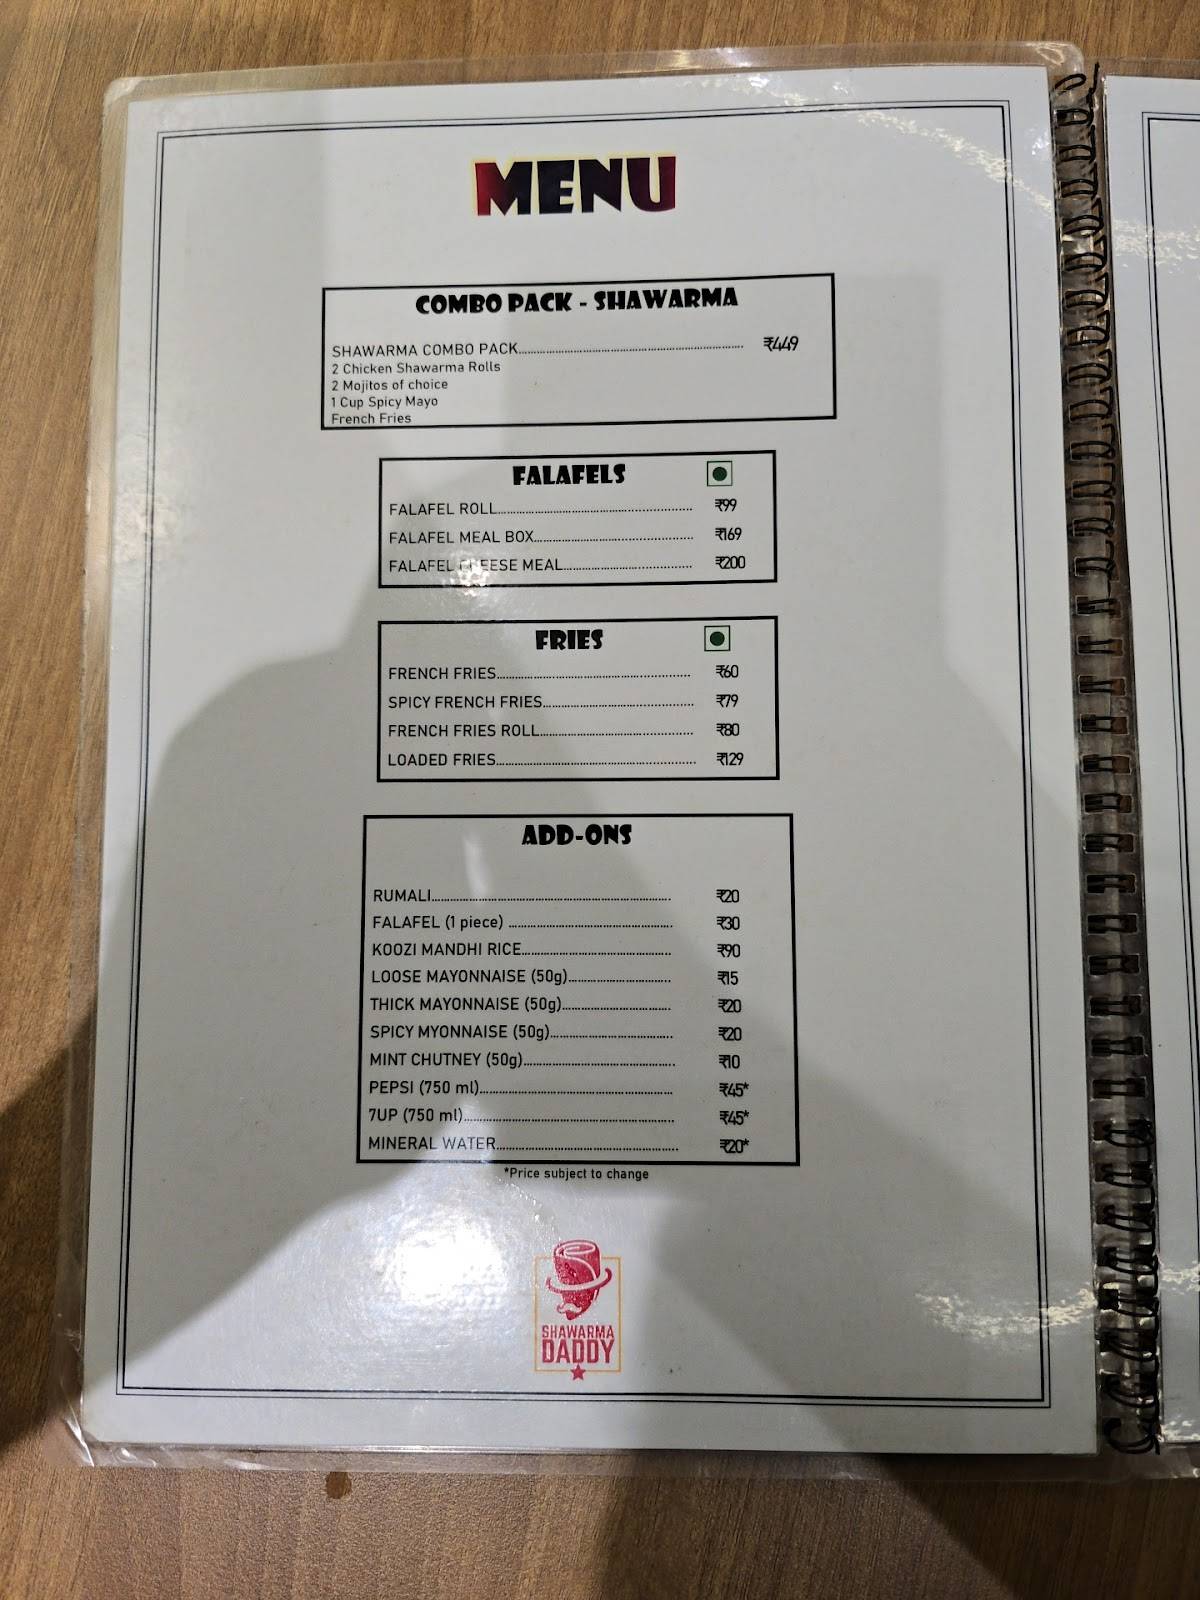 MENU
COMBO PACK - SHAWARMA
SHAWARMA COMBO PACK ₹449
2 Chicken Shawarma Rolls
2 Mojitos of choice
1 Cup Spicy Mayo
French Fries
FALAFELS
FALAFEL ROLL ₹99
FALAFEL MEAL BOX ₹169
FALAFEL CHEESE MEAL ₹200
FRIES
FRENCH FRIES ₹60
SPICY FRENCH FRIES ₹79
FRENCH FRIES ROLL ₹80
LOADED FRIES ₹129
ADD-ONS
RUMALI ₹20
FALAFEL (1 piece) ₹30
KOOZI MANDHI RICE ₹90
LOOSE MAYONNAISE (50g) ₹15
THICK MAYONNAISE (50g) ₹20
SPICY MYONNAISE (50g) ₹20
MINT CHUTNEY (50g) ₹10
PEPSI (750 ml) ₹45*
7UP (750 ml) ₹45*
MINERAL WATER ₹20*
*Price subject to change
SHAWARMA
DADDY